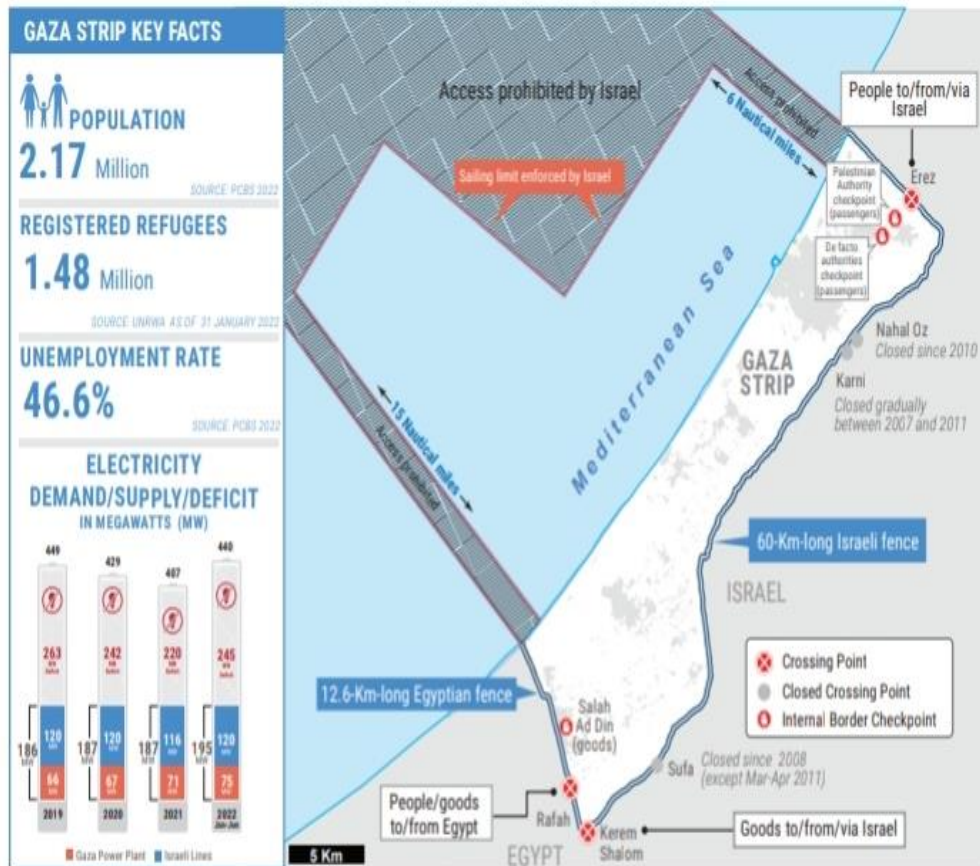 GAZA STRIP KEY FACTS
POPULATION
2.17 Million
SOURCE: PCBS 2022
REGISTERED REFUGEES
1.48 Million
SOURCE: UNRWA AS OF 31 JANUARY 2022
UNEMPLOYMENT RATE
46.6%
SOURCE: PCBS 2022
ELECTRICITY
DEMAND/SUPPLY/DEFICIT
IN MEGAWATTS (MW)
449
429
407
440
263
242
220
245
186
MW
120
66
2019
187
MW
120
67
2020
187
MW
116
71
2021
195
MW
120
75
2022
Jan-Jun
Gaza Power Plant
Israeli Lines
Access prohibited by Israel
Access prohibited
6 Nautical miles
Sailing limit enforced by Israel
People to/from/via
Israel
Erez
Palestinian
Authority
checkpoint
(passengers)
De facto
authorities
checkpoint
(passengers)
Mediterranean Sea
GAZA
STRIP
Nahal Oz
Closed since 2010
Karni
Closed gradually
between 2007 and 2011
15 Nautical miles
Access prohibited
60-Km-long Israeli fence
ISRAEL
12.6-Km-long Egyptian fence
Salah
Ad Din
(goods)
Crossing Point
Closed Crossing Point
Internal Border Checkpoint
Sufa
Closed since 2008
(except Mar-Apr 2011)
People/goods
to/from Egypt
Rafah
Kerem
Shalom
Goods to/from/via Israel
EGYPT
5 Km